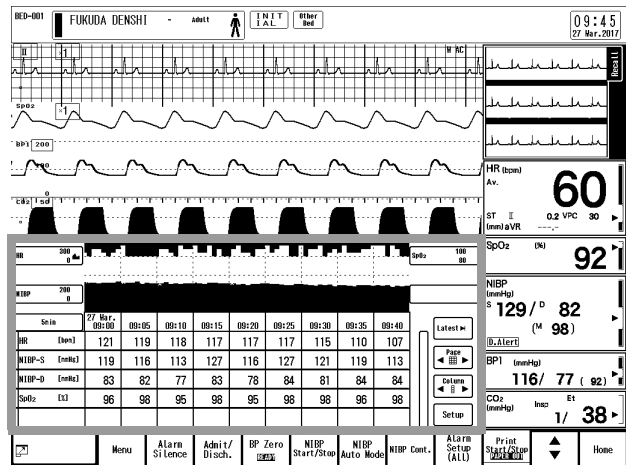 BED-001 FUKUDA DENSHI - Adult INIT IAL Other Bed 09:45 27 Mar.2017
II ×1 W AC
Recall
SpO2 ×1
BP1 200
0
CO2 50
0
HR (bpm)
Av. 60
ST II 0.2 VPC 30
(mm) aVR --.--
SpO2 (%) 92
NIBP
(mmHg)
S 129/ D 82
(M 98)
D.Alert
BP1 (mmHg)
116/ 77 ( 92)
CO2 Insp Et
(mmHg) 1/ 38
HR 300 0 SpO2 100 80
NIBP 200 0
5min 27 Mar. 09:00 09:05 09:10 09:15 09:20 09:25 09:30 09:35 09:40
HR [bpm] 121 119 118 117 117 117 115 110 107
NIBP-S [mmHg] 119 116 113 127 116 127 121 119 113
NIBP-D [mmHg] 83 82 77 83 78 84 81 84 84
SpO2 [%] 96 98 95 98 95 98 96 98 98
Latest
Page
Column
Setup
Menu
Alarm Silence
Admit/ Disch.
BP Zero READY
NIBP Start/Stop
NIBP Auto Mode
NIBP Cont.
Alarm Setup (ALL)
Print Start/Stop PAPER OUT
Home